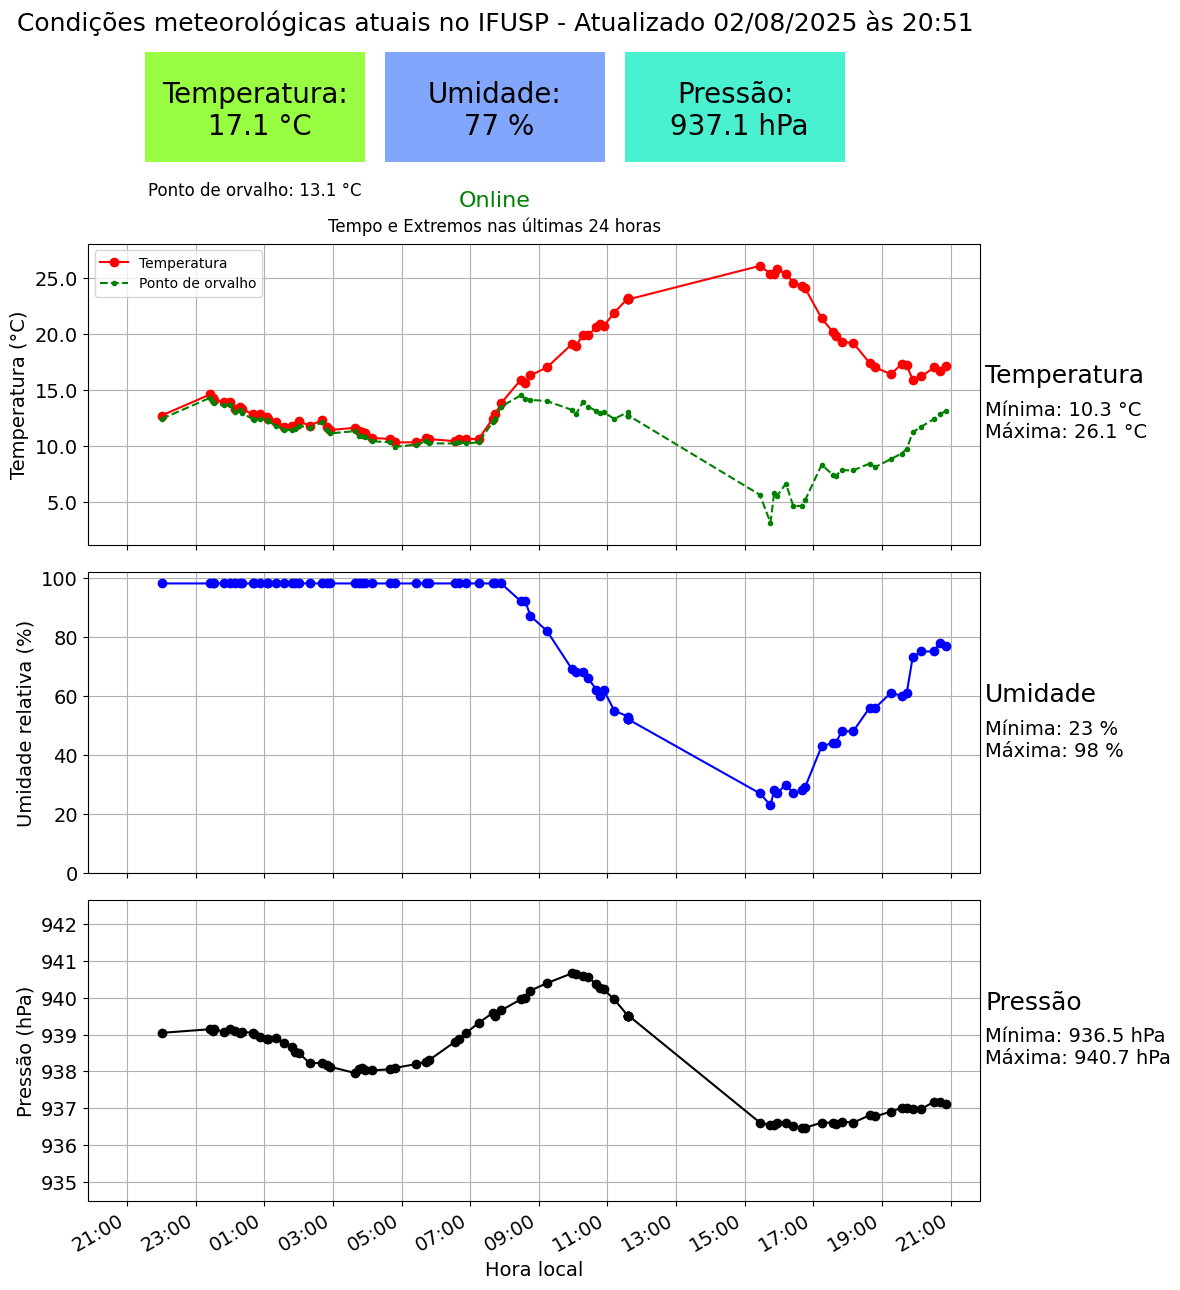 Condições meteorológicas atuais no IFUSP - Atualizado 02/08/2025 às 20:51
Temperatura:
17.1 °C
Umidade:
77 %
Pressão:
937.1 hPa
Ponto de orvalho: 13.1 °C
Online
Tempo e Extremos nas últimas 24 horas
Temperatura
Ponto de orvalho
Temperatura (°C)
25.0
20.0
15.0
10.0
5.0
Temperatura
Mínima: 10.3 °C
Máxima: 26.1 °C
Umidade relativa (%)
100
80
60
40
20
0
Umidade
Mínima: 23 %
Máxima: 98 %
Pressão (hPa)
942
941
940
939
938
937
936
935
Pressão
Mínima: 936.5 hPa
Máxima: 940.7 hPa
21:00
23:00
01:00
03:00
05:00
07:00
09:00
11:00
13:00
15:00
17:00
19:00
21:00
Hora local